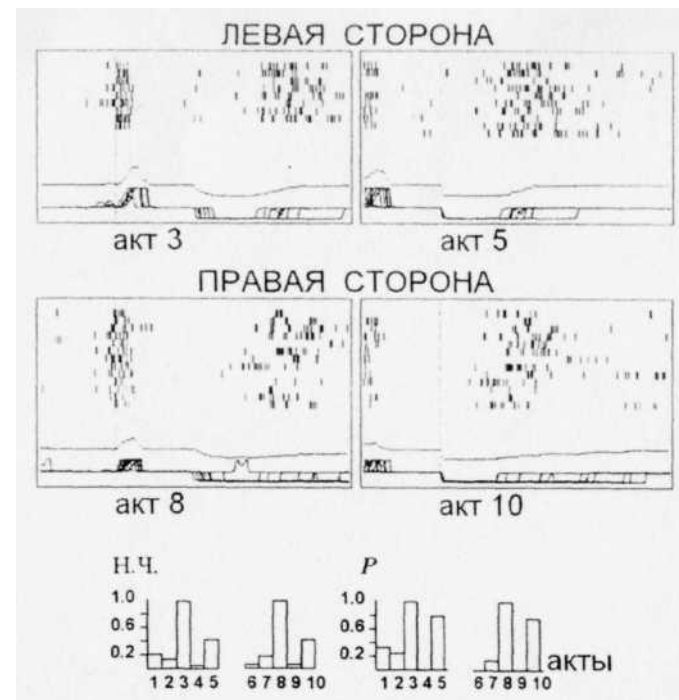 ЛЕВАЯ СТОРОНА
акт 3 акт 5
ПРАВАЯ СТОРОНА
акт 8 акт 10
Н.Ч. P
1.0 1.0
0.6 0.6
0.2 0.2 акты
1 2 3 4 5 6 7 8 9 10 1 2 3 4 5 6 7 8 9 10